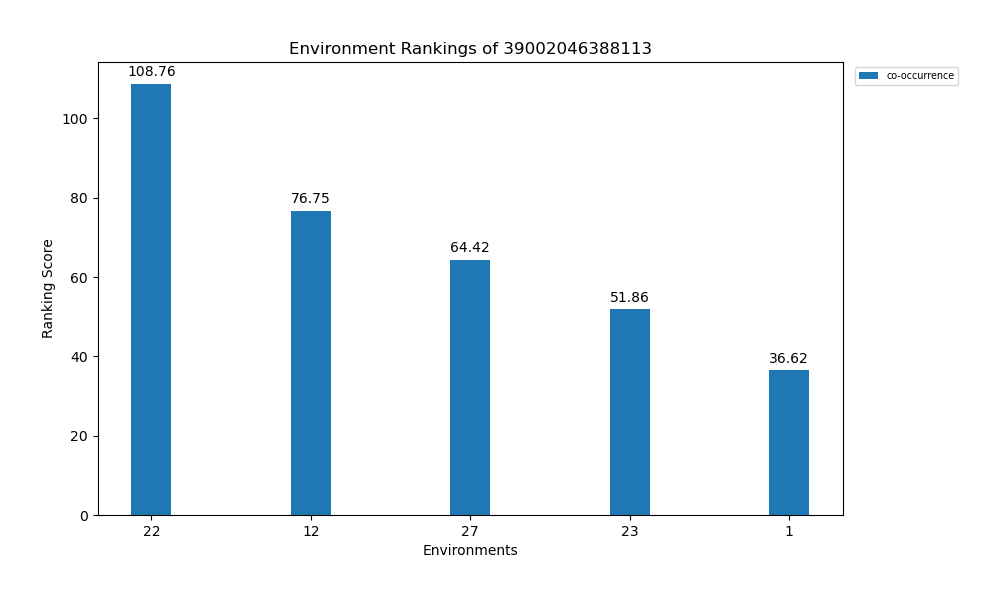 Environment Rankings of 39002046388113
co-occurrence
108.76
76.75
64.42
51.86
36.62
Ranking Score
100
80
60
40
20
0
22 12 27 23 1
Environments